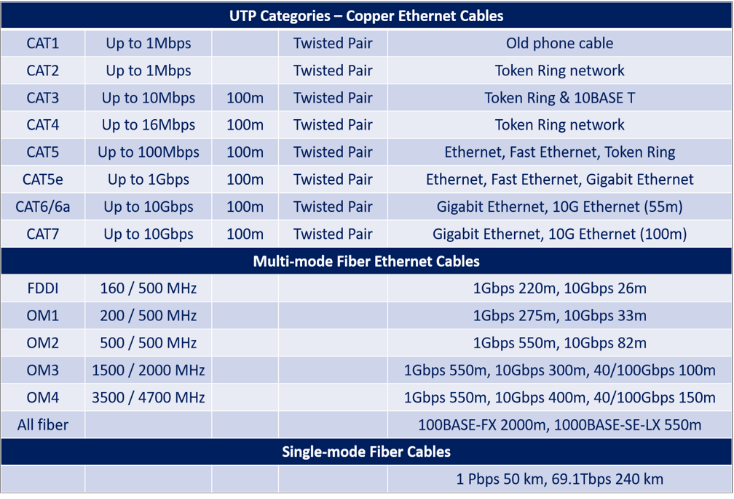 UTP Categories – Copper Ethernet Cables
CAT1 Up to 1Mbps Twisted Pair Old phone cable
CAT2 Up to 1Mbps Twisted Pair Token Ring network
CAT3 Up to 10Mbps 100m Twisted Pair Token Ring & 10BASE T
CAT4 Up to 16Mbps 100m Twisted Pair Token Ring network
CAT5 Up to 100Mbps 100m Twisted Pair Ethernet, Fast Ethernet, Token Ring
CAT5e Up to 1Gbps 100m Twisted Pair Ethernet, Fast Ethernet, Gigabit Ethernet
CAT6/6a Up to 10Gbps 100m Twisted Pair Gigabit Ethernet, 10G Ethernet (55m)
CAT7 Up to 10Gbps 100m Twisted Pair Gigabit Ethernet, 10G Ethernet (100m)
Multi-mode Fiber Ethernet Cables
FDDI 160 / 500 MHz 1Gbps 220m, 10Gbps 26m
OM1 200 / 500 MHz 1Gbps 275m, 10Gbps 33m
OM2 500 / 500 MHz 1Gbps 550m, 10Gbps 82m
OM3 1500 / 2000 MHz 1Gbps 550m, 10Gbps 300m, 40/100Gbps 100m
OM4 3500 / 4700 MHz 1Gbps 550m, 10Gbps 400m, 40/100Gbps 150m
All fiber 100BASE-FX 2000m, 1000BASE-SE-LX 550m
Single-mode Fiber Cables
1 Pbps 50 km, 69.1Tbps 240 km